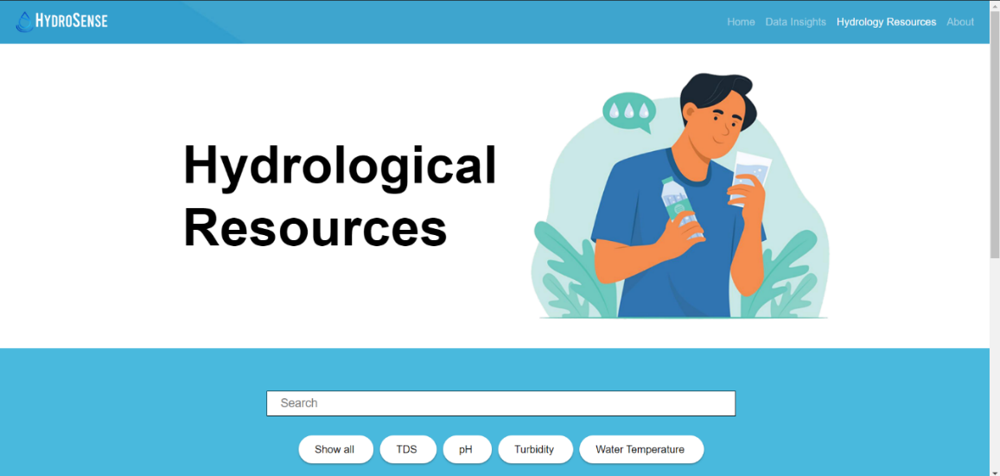 HydroSense
Home Data Insights Hydrology Resources About
Hydrological
Resources
Search
Show all TDS pH Turbidity Water Temperature